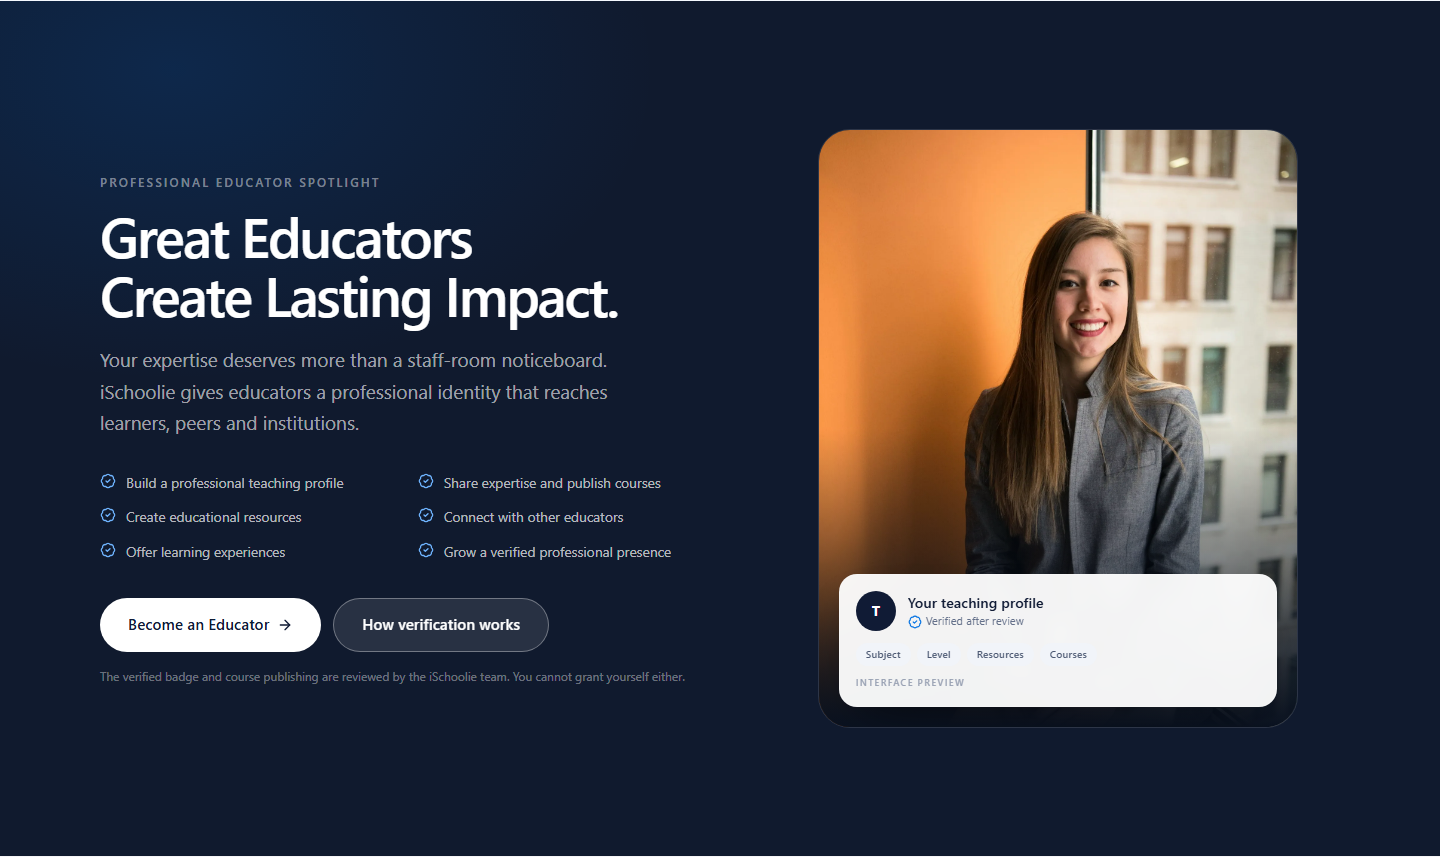 PROFESSIONAL EDUCATOR SPOTLIGHT
Great Educators
Create Lasting Impact.
Your expertise deserves more than a staff-room noticeboard.
iSchoolie gives educators a professional identity that reaches
learners, peers and institutions.
Build a professional teaching profile
Share expertise and publish courses
Create educational resources
Connect with other educators
Offer learning experiences
Grow a verified professional presence
Become an Educator →
How verification works
The verified badge and course publishing are reviewed by the iSchoolie team. You cannot grant yourself either.
T
Your teaching profile
Verified after review
Subject Level Resources Courses
INTERFACE PREVIEW